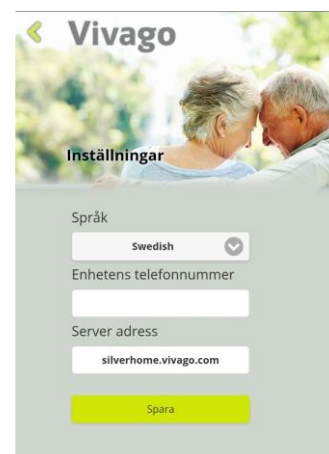 Vivago
Inställningar
Språk
Swedish
Enhetens telefonnummer
Server adress
silverhome.vivago.com
Spara